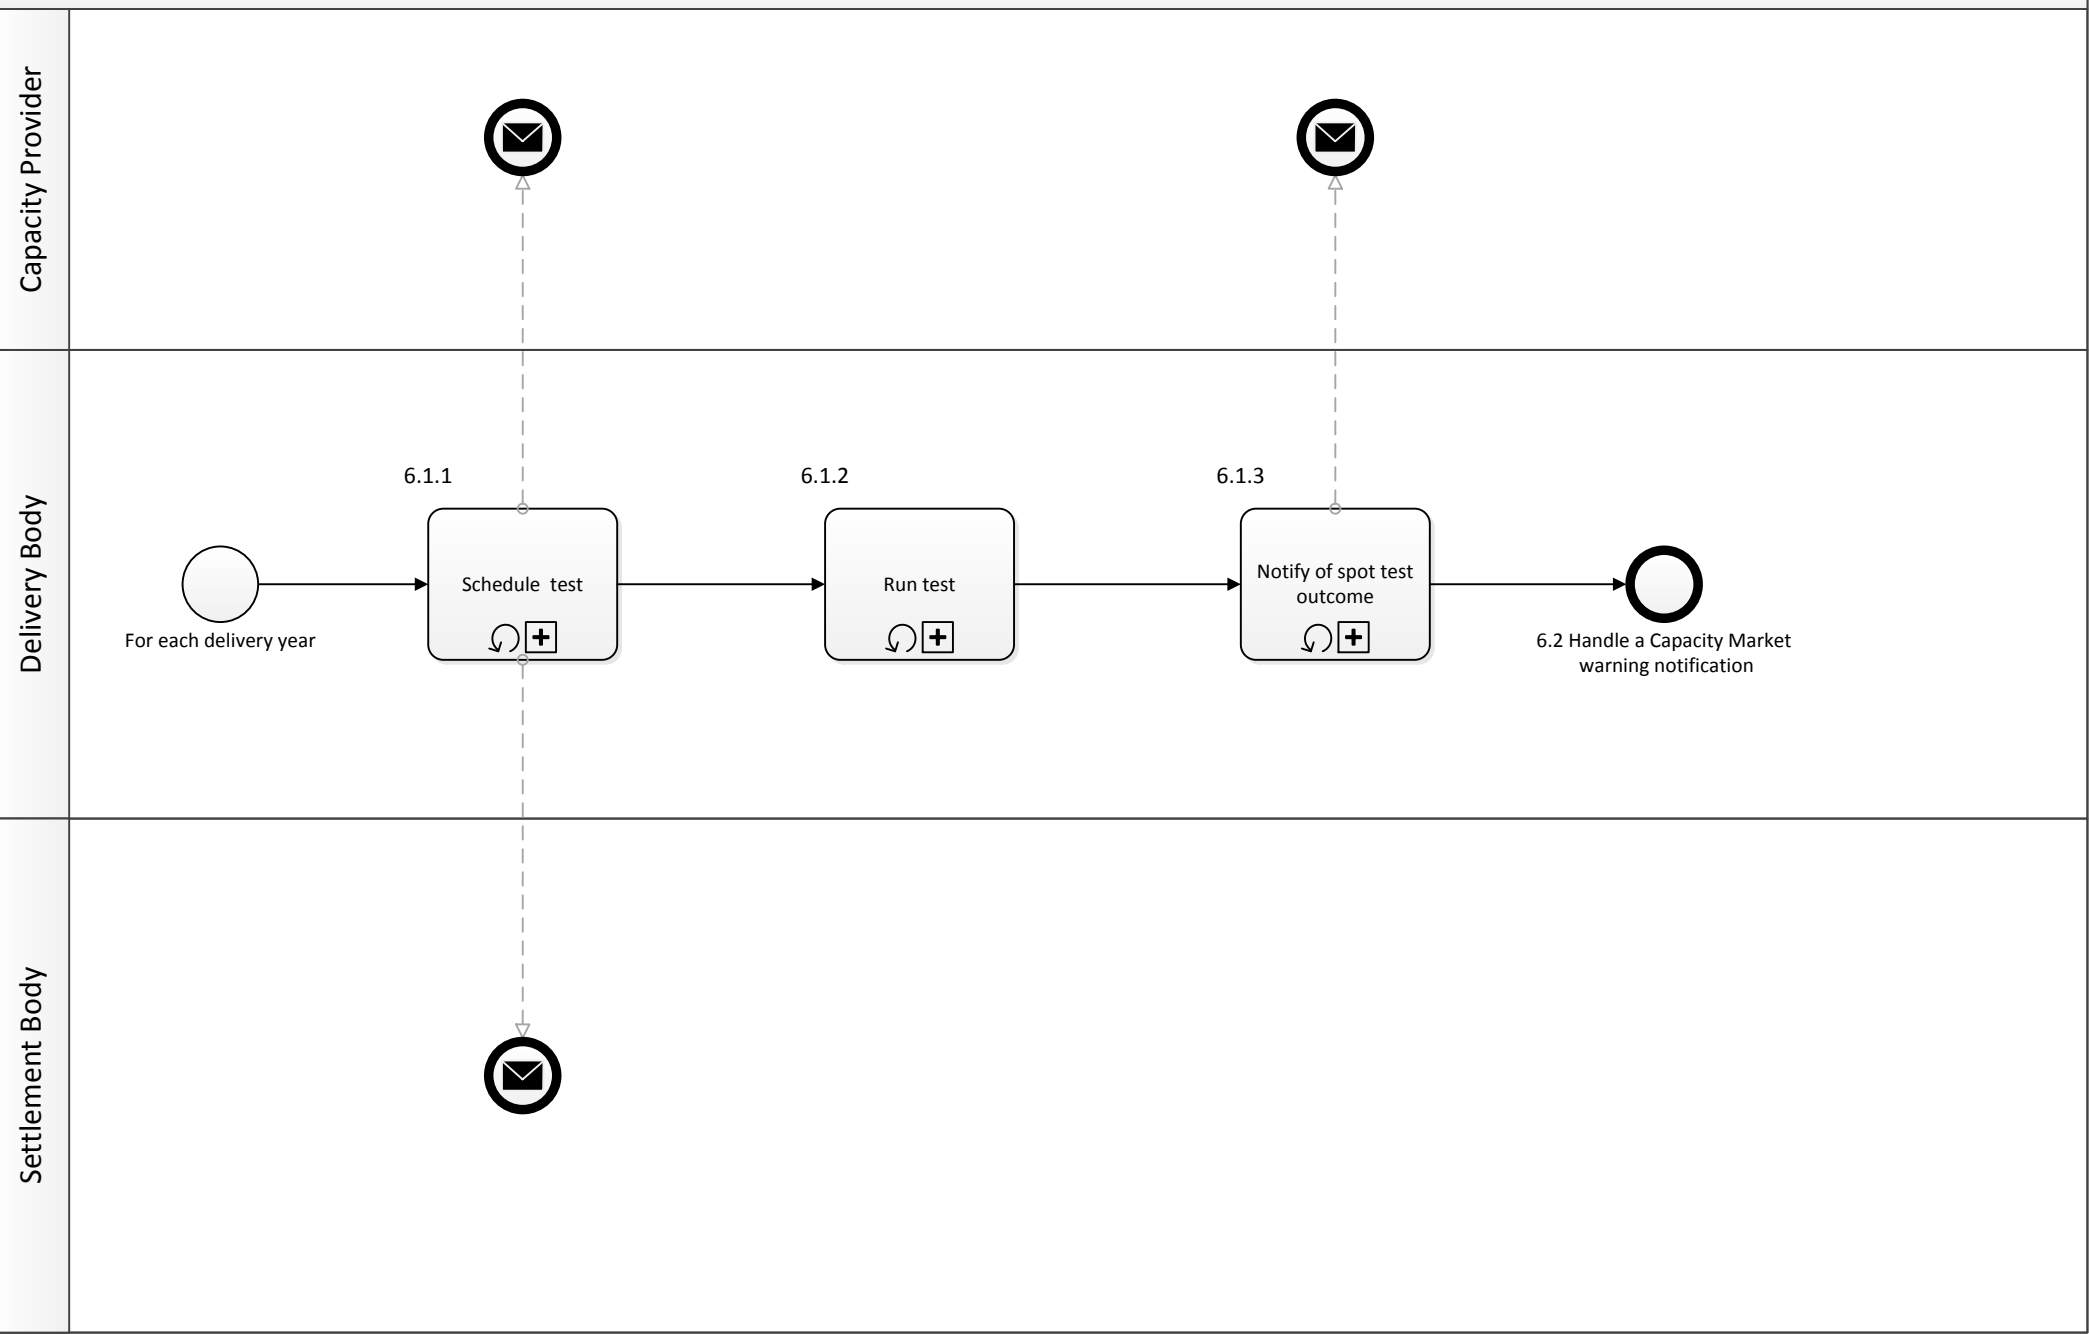 Capacity Provider
Delivery Body
6.1.1
6.1.2
6.1.3
Schedule  test
Run test
Notify of spot test
outcome
For each delivery year
6.2 Handle a Capacity Market
warning notification
Settlement Body